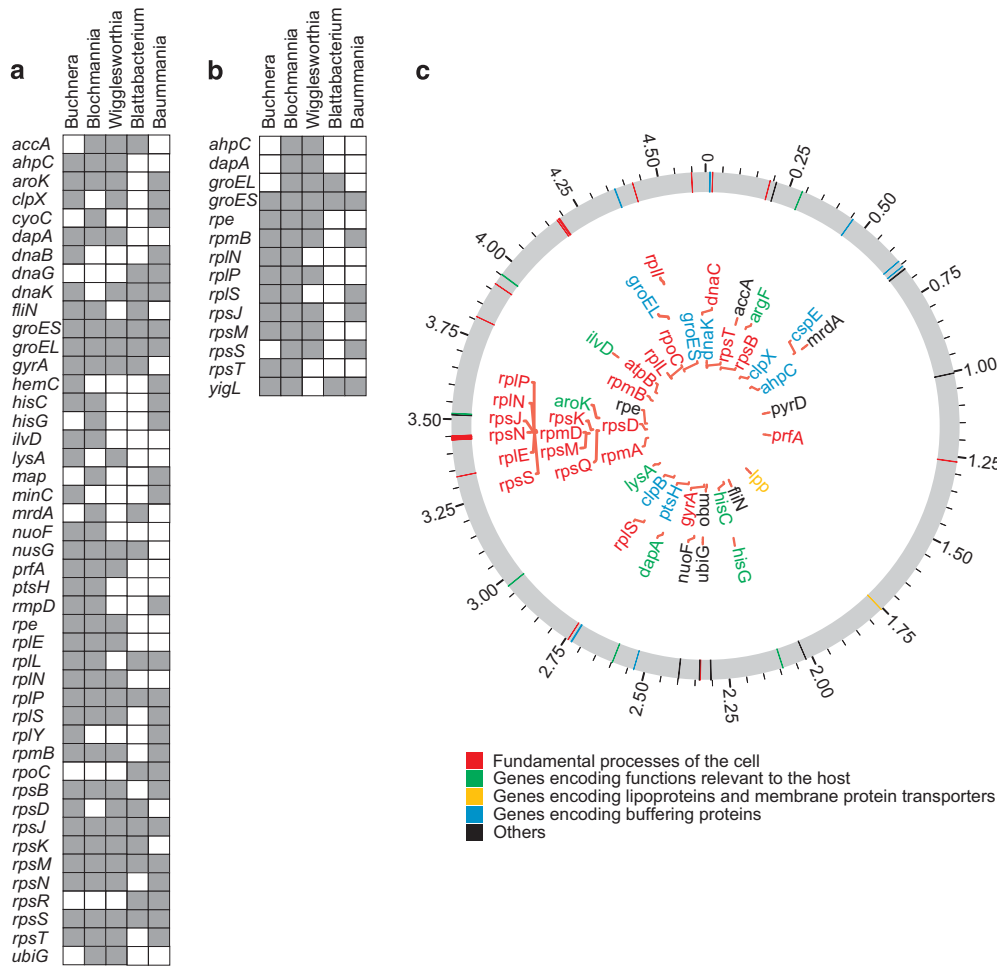 a
Buchnera
Blochmannia
Wigglesworthia
Blattabacterium
Baummania
accA
ahpC
aroK
clpX
cyoC
dapA
dnaB
dnaG
dnaK
fliN
groES
groEL
gyrA
hemC
hisC
hisG
ilvD
lysA
map
minC
mrdA
nuoF
nusG
prfA
ptsH
rmpD
rpe
rplE
rplL
rplN
rplP
rplS
rplY
rpmB
rpoC
rpsB
rpsD
rpsJ
rpsK
rpsM
rpsN
rpsR
rpsS
rpsT
ubiG
b
Buchnera
Blochmannia
Wigglesworthia
Blattabacterium
Baummania
ahpC
dapA
groEL
groES
rpe
rpmB
rplN
rplP
rplS
rpsJ
rpsM
rpsS
rpsT
yigL
c
0
0.25
0.50
0.75
1.00
1.25
1.50
1.75
2.00
2.25
2.50
2.75
3.00
3.25
3.50
3.75
4.00
4.25
4.50
dnaK
dnaC
rpsT
accA
rpsB
argF
clpX
cspE
mrdA
ahpC
pyrD
prfA
lpp
fliN
hisC
hisG
mqo
ubiG
gyrA
nuoF
ptsH
dapA
clpB
lysA
rplS
rpmA
rpsD
rpsQ
rpsM
rpmD
rpsK
aroK
rpsS
rplE
rpsN
rpsJ
rplN
rplP
rpe
rpmB
ilvD
atpB
rplL
rpoC
groEL
rplI
groES
Fundamental processes of the cell
Genes encoding functions relevant to the host
Genes encoding lipoproteins and membrane protein transporters
Genes encoding buffering proteins
Others